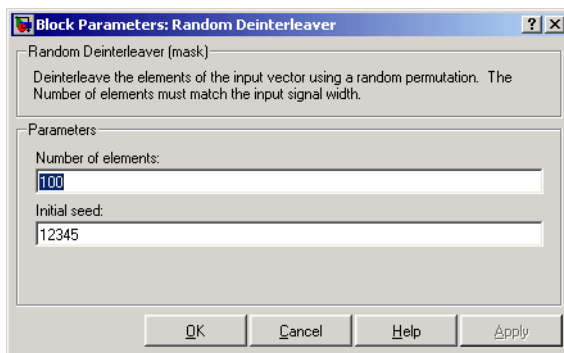 Block Parameters: Random Deinterleaver
Random Deinterleaver (mask)
Deinterleave the elements of the input vector using a random permutation. The
Number of elements must match the input signal width.
Parameters
Number of elements:
100
Initial seed:
12345
OK Cancel Help Apply